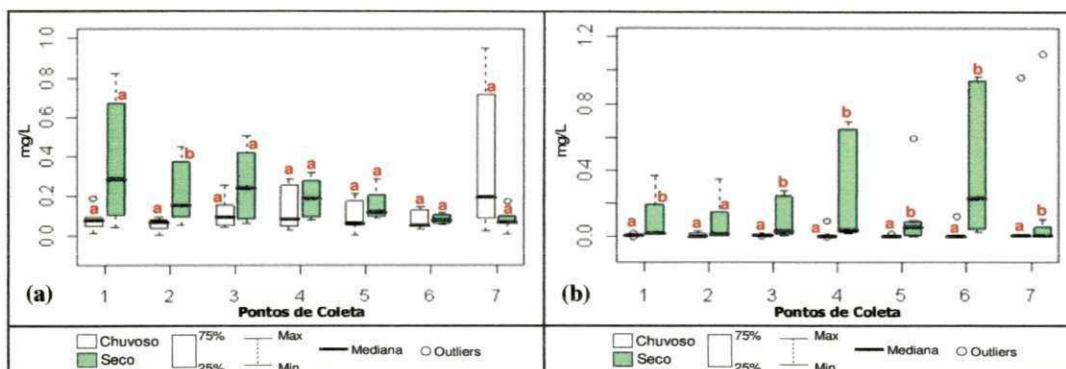 1.0
0.8
0.6
0.4
0.2
0.0
mg/L
a a a b a a a a a a a a a a
1 2 3 4 5 6 7
(a)
Pontos de Coleta
Chuvoso
Seco
75%
25%
Max
Min
Mediana
Outliers
1.2
0.8
0.4
0.0
mg/L
a b a a a b a b a b a b a b
1 2 3 4 5 6 7
(b)
Pontos de Coleta
Chuvoso
Seco
75%
25%
Max
Min
Mediana
Outliers